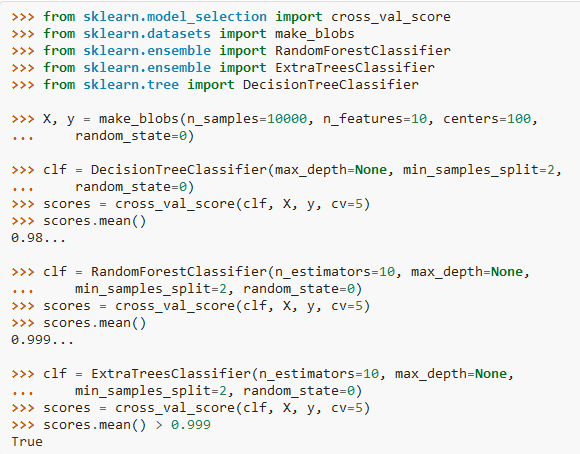 >>> from sklearn.model_selection import cross_val_score
>>> from sklearn.datasets import make_blobs
>>> from sklearn.ensemble import RandomForestClassifier
>>> from sklearn.ensemble import ExtraTreesClassifier
>>> from sklearn.tree import DecisionTreeClassifier
>>> X, y = make_blobs(n_samples=10000, n_features=10, centers=100,
...     random_state=0)
>>> clf = DecisionTreeClassifier(max_depth=None, min_samples_split=2,
...     random_state=0)
>>> scores = cross_val_score(clf, X, y, cv=5)
>>> scores.mean()
0.98...
>>> clf = RandomForestClassifier(n_estimators=10, max_depth=None,
...     min_samples_split=2, random_state=0)
>>> scores = cross_val_score(clf, X, y, cv=5)
>>> scores.mean()
0.999...
>>> clf = ExtraTreesClassifier(n_estimators=10, max_depth=None,
...     min_samples_split=2, random_state=0)
>>> scores = cross_val_score(clf, X, y, cv=5)
>>> scores.mean() > 0.999
True